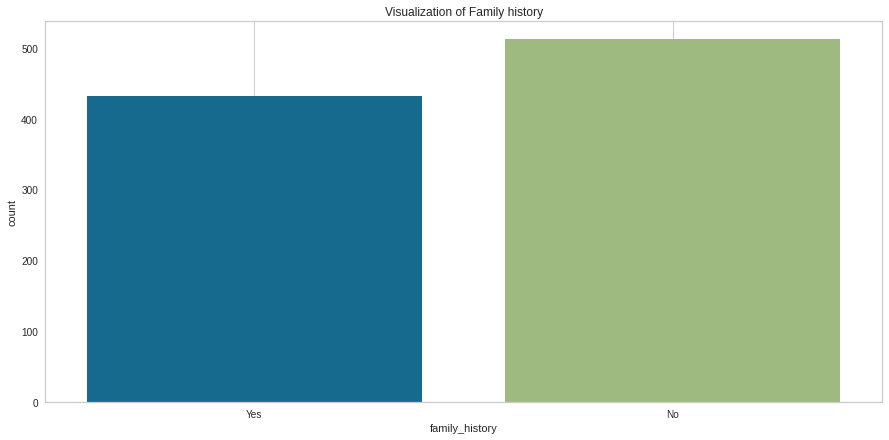 Visualization of Family history
500
400
300
200
100
0
count
Yes
No
family_history